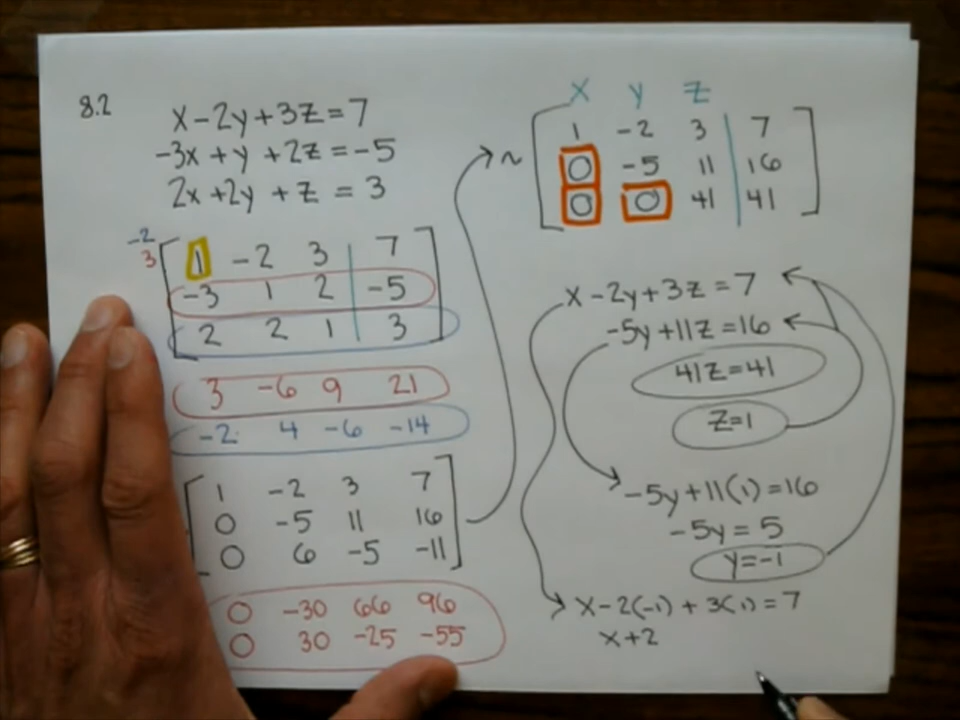 8.2
x-2y+3z=7
-3x+y+2z=-5
2x+2y+z=3
-2
3
1 -2 3 7
-3 1 2 -5
2 2 1 3
3 -6 9 21
-2 4 -6 -14
1 -2 3 7
0 -5 11 16
0 6 -5 -11
0 -30 66 96
0 30 -25 -55
x y z
~
1 -2 3 7
0 -5 11 16
0 0 41 41
x-2y+3z=7
-5y+11z=16
41z=41
z=1
-5y+11(1)=16
-5y=5
y=-1
x-2(-1)+3(1)=7
x+2